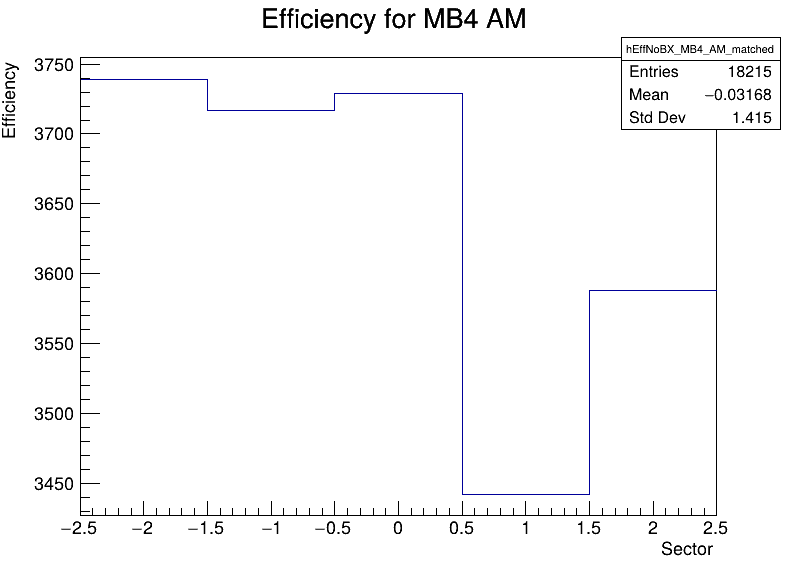 Efficiency for MB4 AM
hEffNoBX_MB4_AM_matched
Entries 18215
Mean −0.03168
Std Dev 1.415
Efficiency
3750
3700
3650
3600
3550
3500
3450
−2.5 −2 −1.5 −1 −0.5 0 0.5 1 1.5 2 2.5
Sector